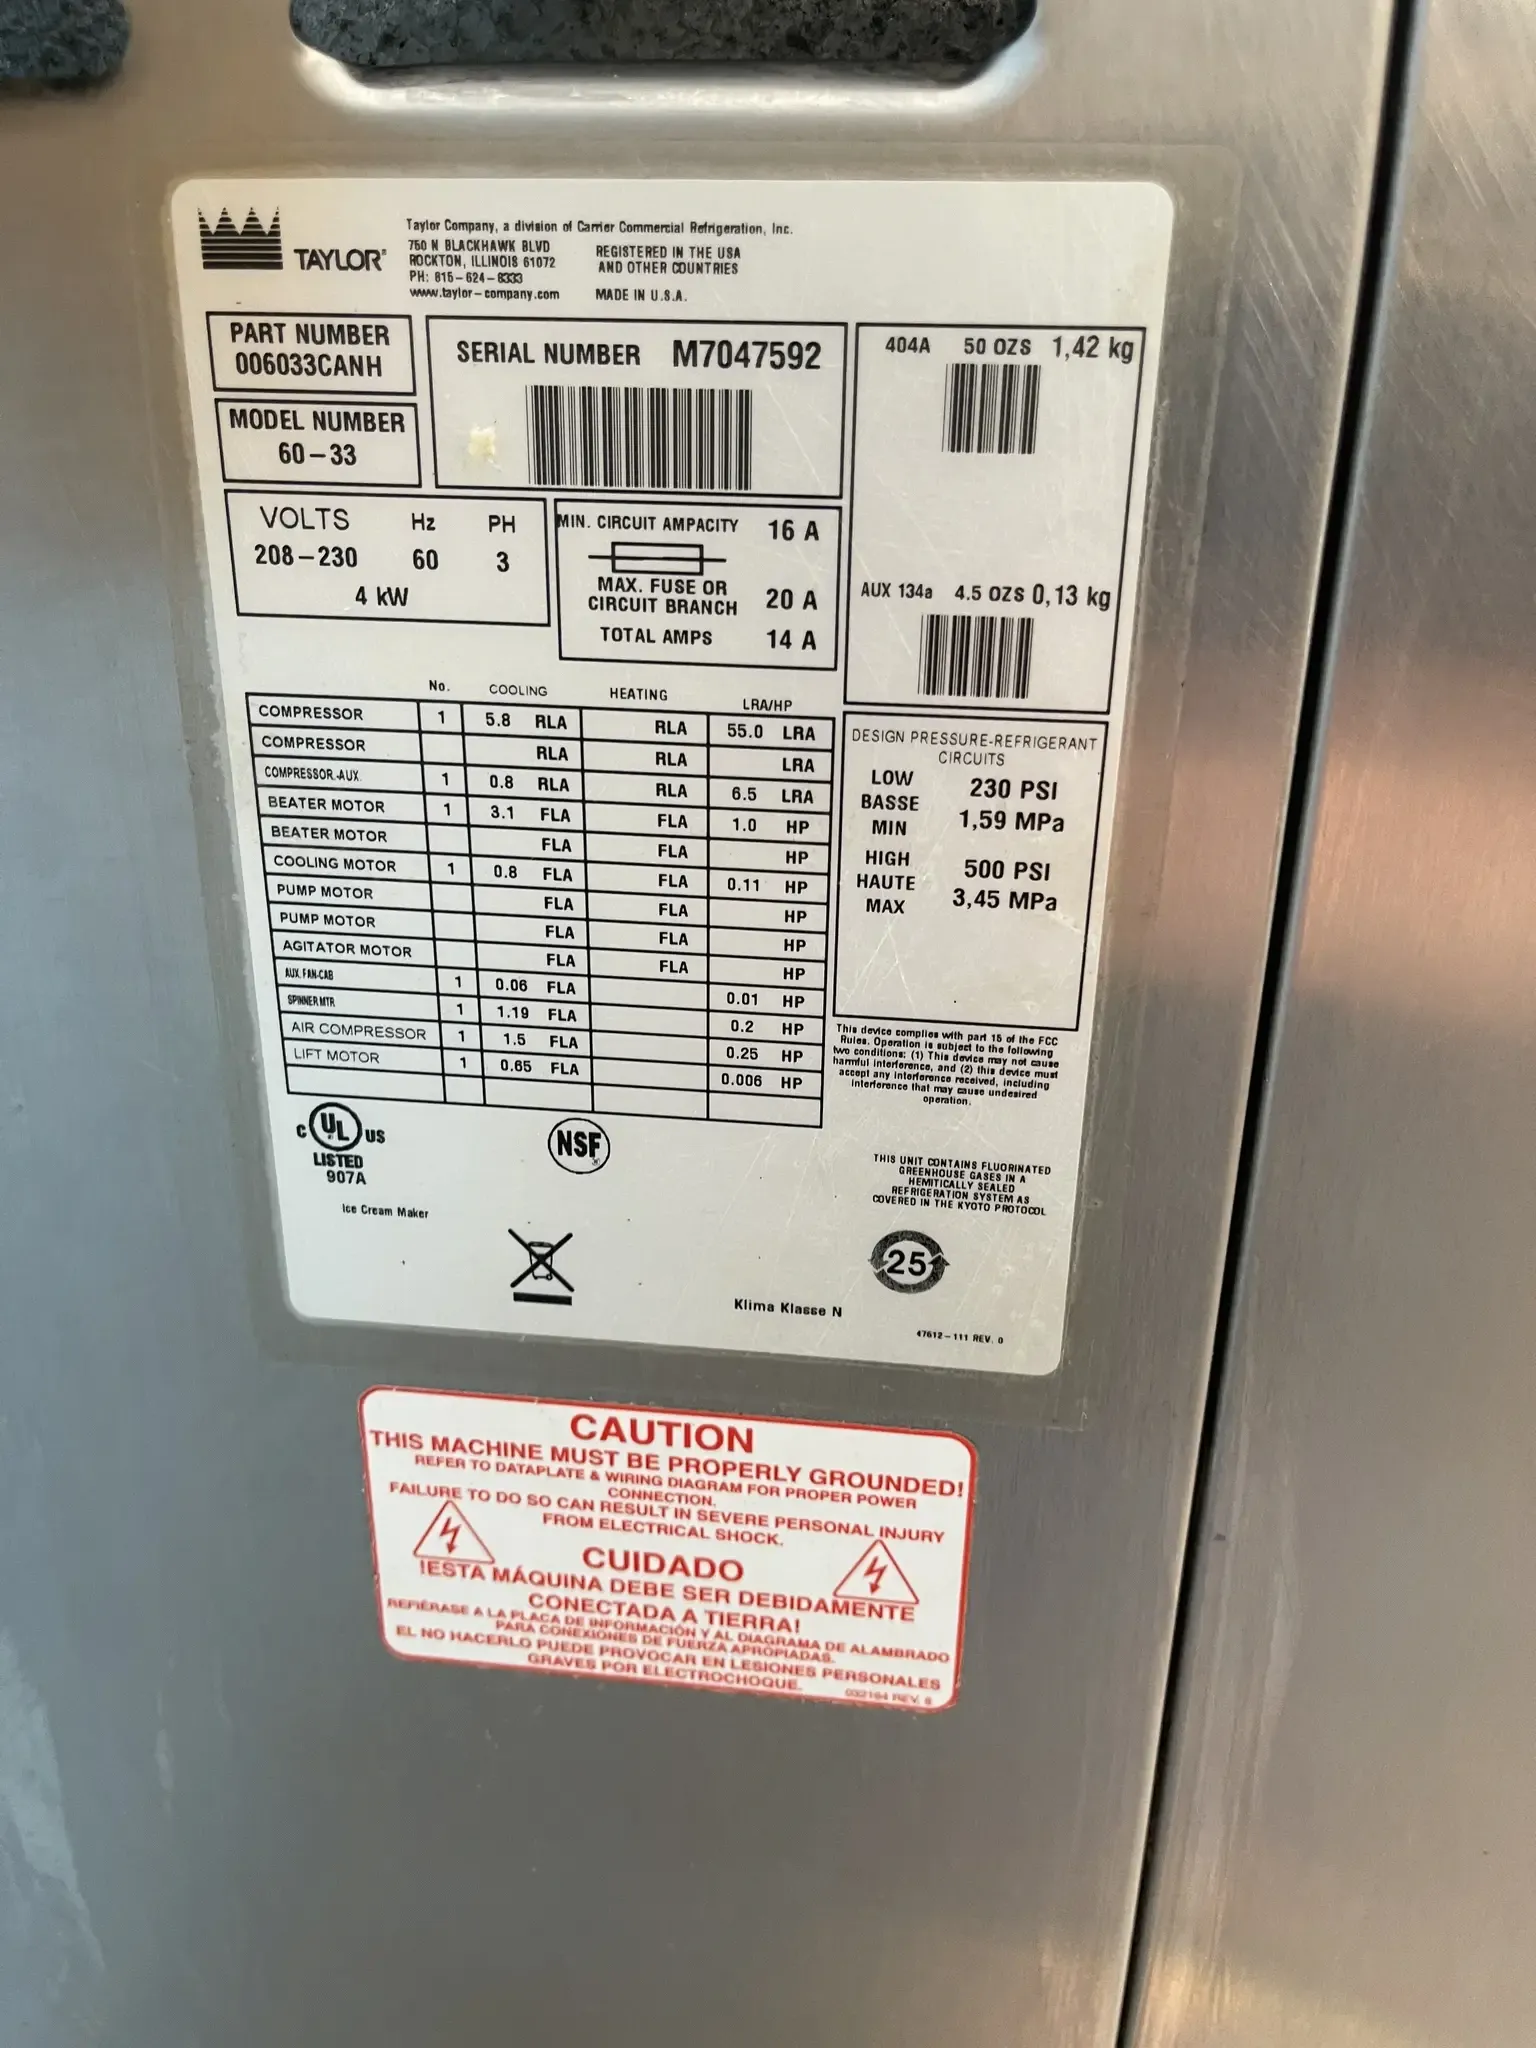 TAYLOR®
Taylor Company, a division of Carrier Commercial Refrigeration, Inc.
750 N BLACKHAWK BLVD
ROCKTON, ILLINOIS 61072
PH: 815-624-8333
www.taylor-company.com
REGISTERED IN THE USA
AND OTHER COUNTRIES
MADE IN U.S.A.
PART NUMBER
006033CANH
MODEL NUMBER
60-33
SERIAL NUMBER M7047592
404A 50 OZS 1,42 kg
AUX 134a 4.5 OZS 0,13 kg
VOLTS Hz PH
208-230 60 3
4 kW
MIN. CIRCUIT AMPACITY 16 A
MAX. FUSE OR
CIRCUIT BRANCH 20 A
TOTAL AMPS 14 A
No. COOLING HEATING LRA/HP
COMPRESSOR 1 5.8 RLA RLA 55.0 LRA
COMPRESSOR RLA RLA LRA
COMPRESSOR-AUX. 1 0.8 RLA RLA 6.5 LRA
BEATER MOTOR 1 3.1 FLA FLA 1.0 HP
BEATER MOTOR FLA FLA HP
COOLING MOTOR 1 0.8 FLA FLA 0.11 HP
PUMP MOTOR FLA FLA HP
PUMP MOTOR FLA FLA HP
AGITATOR MOTOR FLA FLA HP
AUX. FAN-CAB 1 0.06 FLA 0.01 HP
SPINNER MTR 1 1.19 FLA 0.2 HP
AIR COMPRESSOR 1 1.5 FLA 0.25 HP
LIFT MOTOR 1 0.65 FLA 0.006 HP
DESIGN PRESSURE-REFRIGERANT
CIRCUITS
LOW 230 PSI
BASSE
MIN 1,59 MPa
HIGH 500 PSI
HAUTE
MAX 3,45 MPa
This device complies with part 15 of the FCC
Rules. Operation is subject to the following
two conditions: (1) This device may not cause
harmful interference, and (2) this device must
accept any interference received, including
interference that may cause undesired
operation.
C UL US
LISTED
907A
NSF
Ice Cream Maker
THIS UNIT CONTAINS FLUORINATED
GREENHOUSE GASES IN A
HEMITICALLY SEALED
REFRIGERATION SYSTEM AS
COVERED IN THE KYOTO PROTOCOL
25
Klima Klasse N
47612-111 REV. 0
CAUTION
THIS MACHINE MUST BE PROPERLY GROUNDED!
REFER TO DATAPLATE & WIRING DIAGRAM FOR PROPER POWER
CONNECTION.
FAILURE TO DO SO CAN RESULT IN SEVERE PERSONAL INJURY
FROM ELECTRICAL SHOCK.
CUIDADO
!ESTA MÁQUINA DEBE SER DEBIDAMENTE
CONECTADA A TIERRA!
REFIÉRASE A LA PLACA DE INFORMACIÓN Y AL DIAGRAMA DE ALAMBRADO
PARA CONEXIONES DE FUERZA APROPIADAS.
EL NO HACERLO PUEDE PROVOCAR EN LESIONES PERSONALES
GRAVES POR ELECTROCHOQUE.
032164 REV. 6